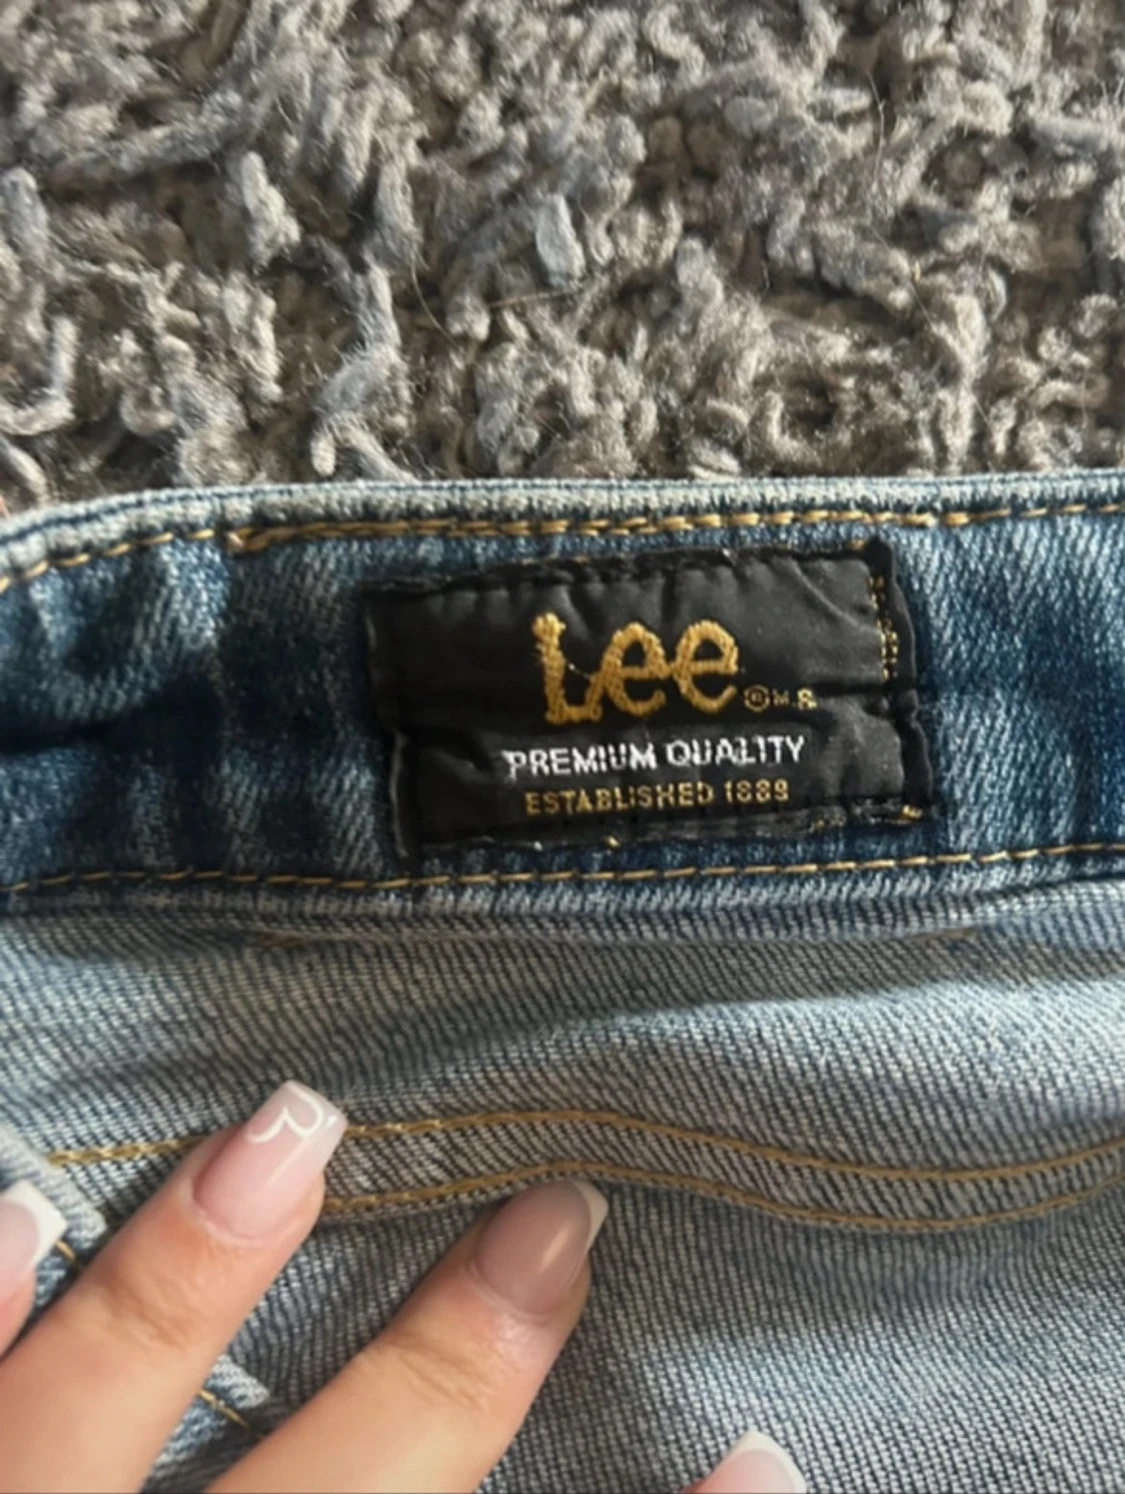 Lee ® M.R.
PREMIUM QUALITY
ESTABLISHED 1889